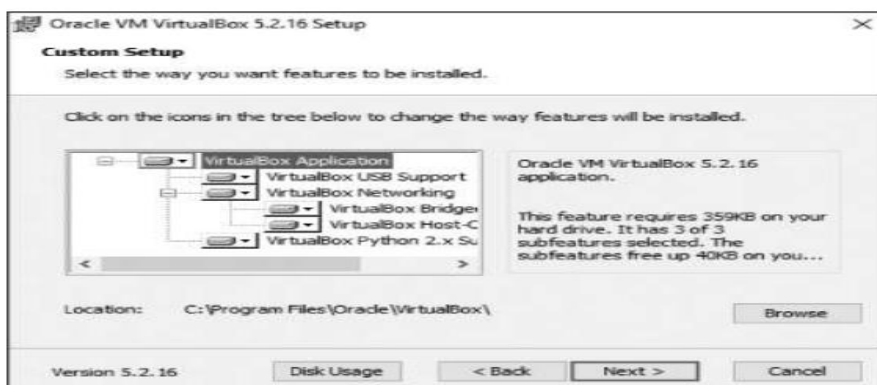 Oracle VM VirtualBox 5.2.16 Setup
Custom Setup
Select the way you want features to be installed.
Click on the icons in the tree below to change the way features will be installed.
VirtualBox Application
VirtualBox USB Support
VirtualBox Networking
VirtualBox Bridge
VirtualBox Host-C
VirtualBox Python 2.x Su
Oracle VM VirtualBox 5.2.16
application.
This feature requires 359KB on your
hard drive. It has 3 of 3
subfeatures selected. The
subfeatures free up 40KB on you...
Location: C:\Program Files\Oracle\VirtualBox\
Browse
Version 5.2.16 Disk Usage < Back Next > Cancel